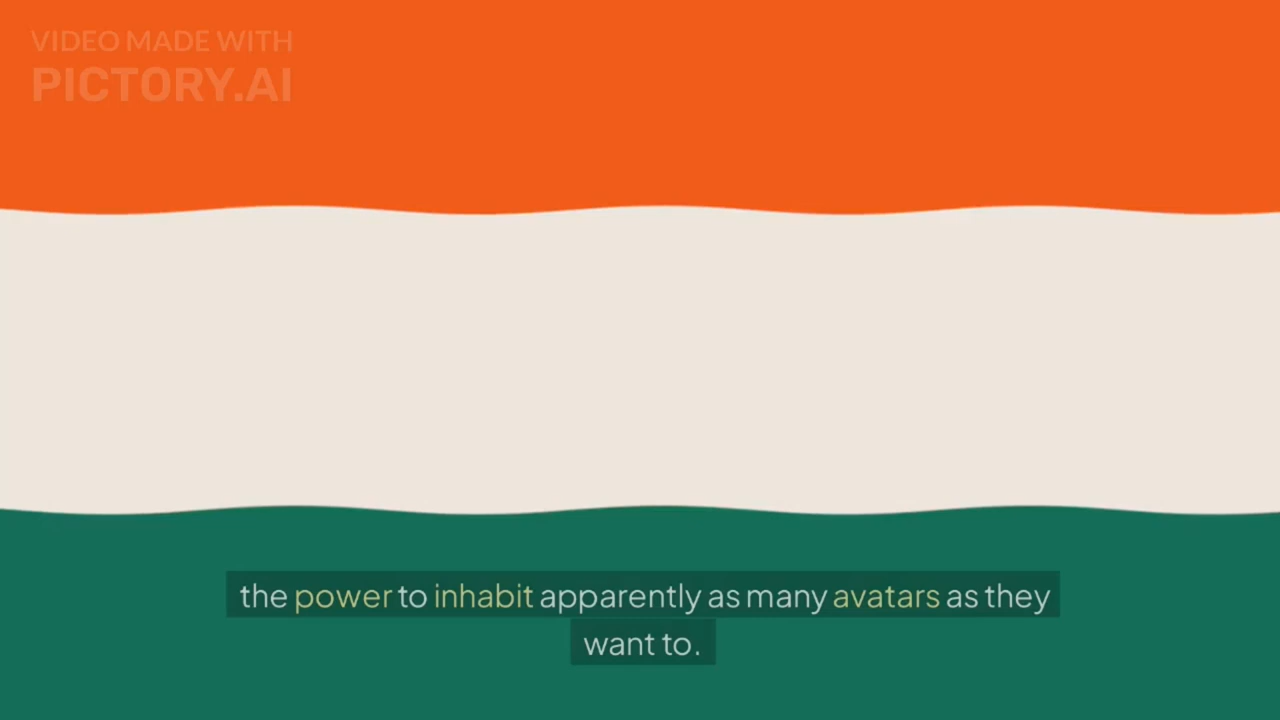 VIDEO MADE WITH
PICTORY.AI
the power to inhabit apparently as many avatars as they
want to.